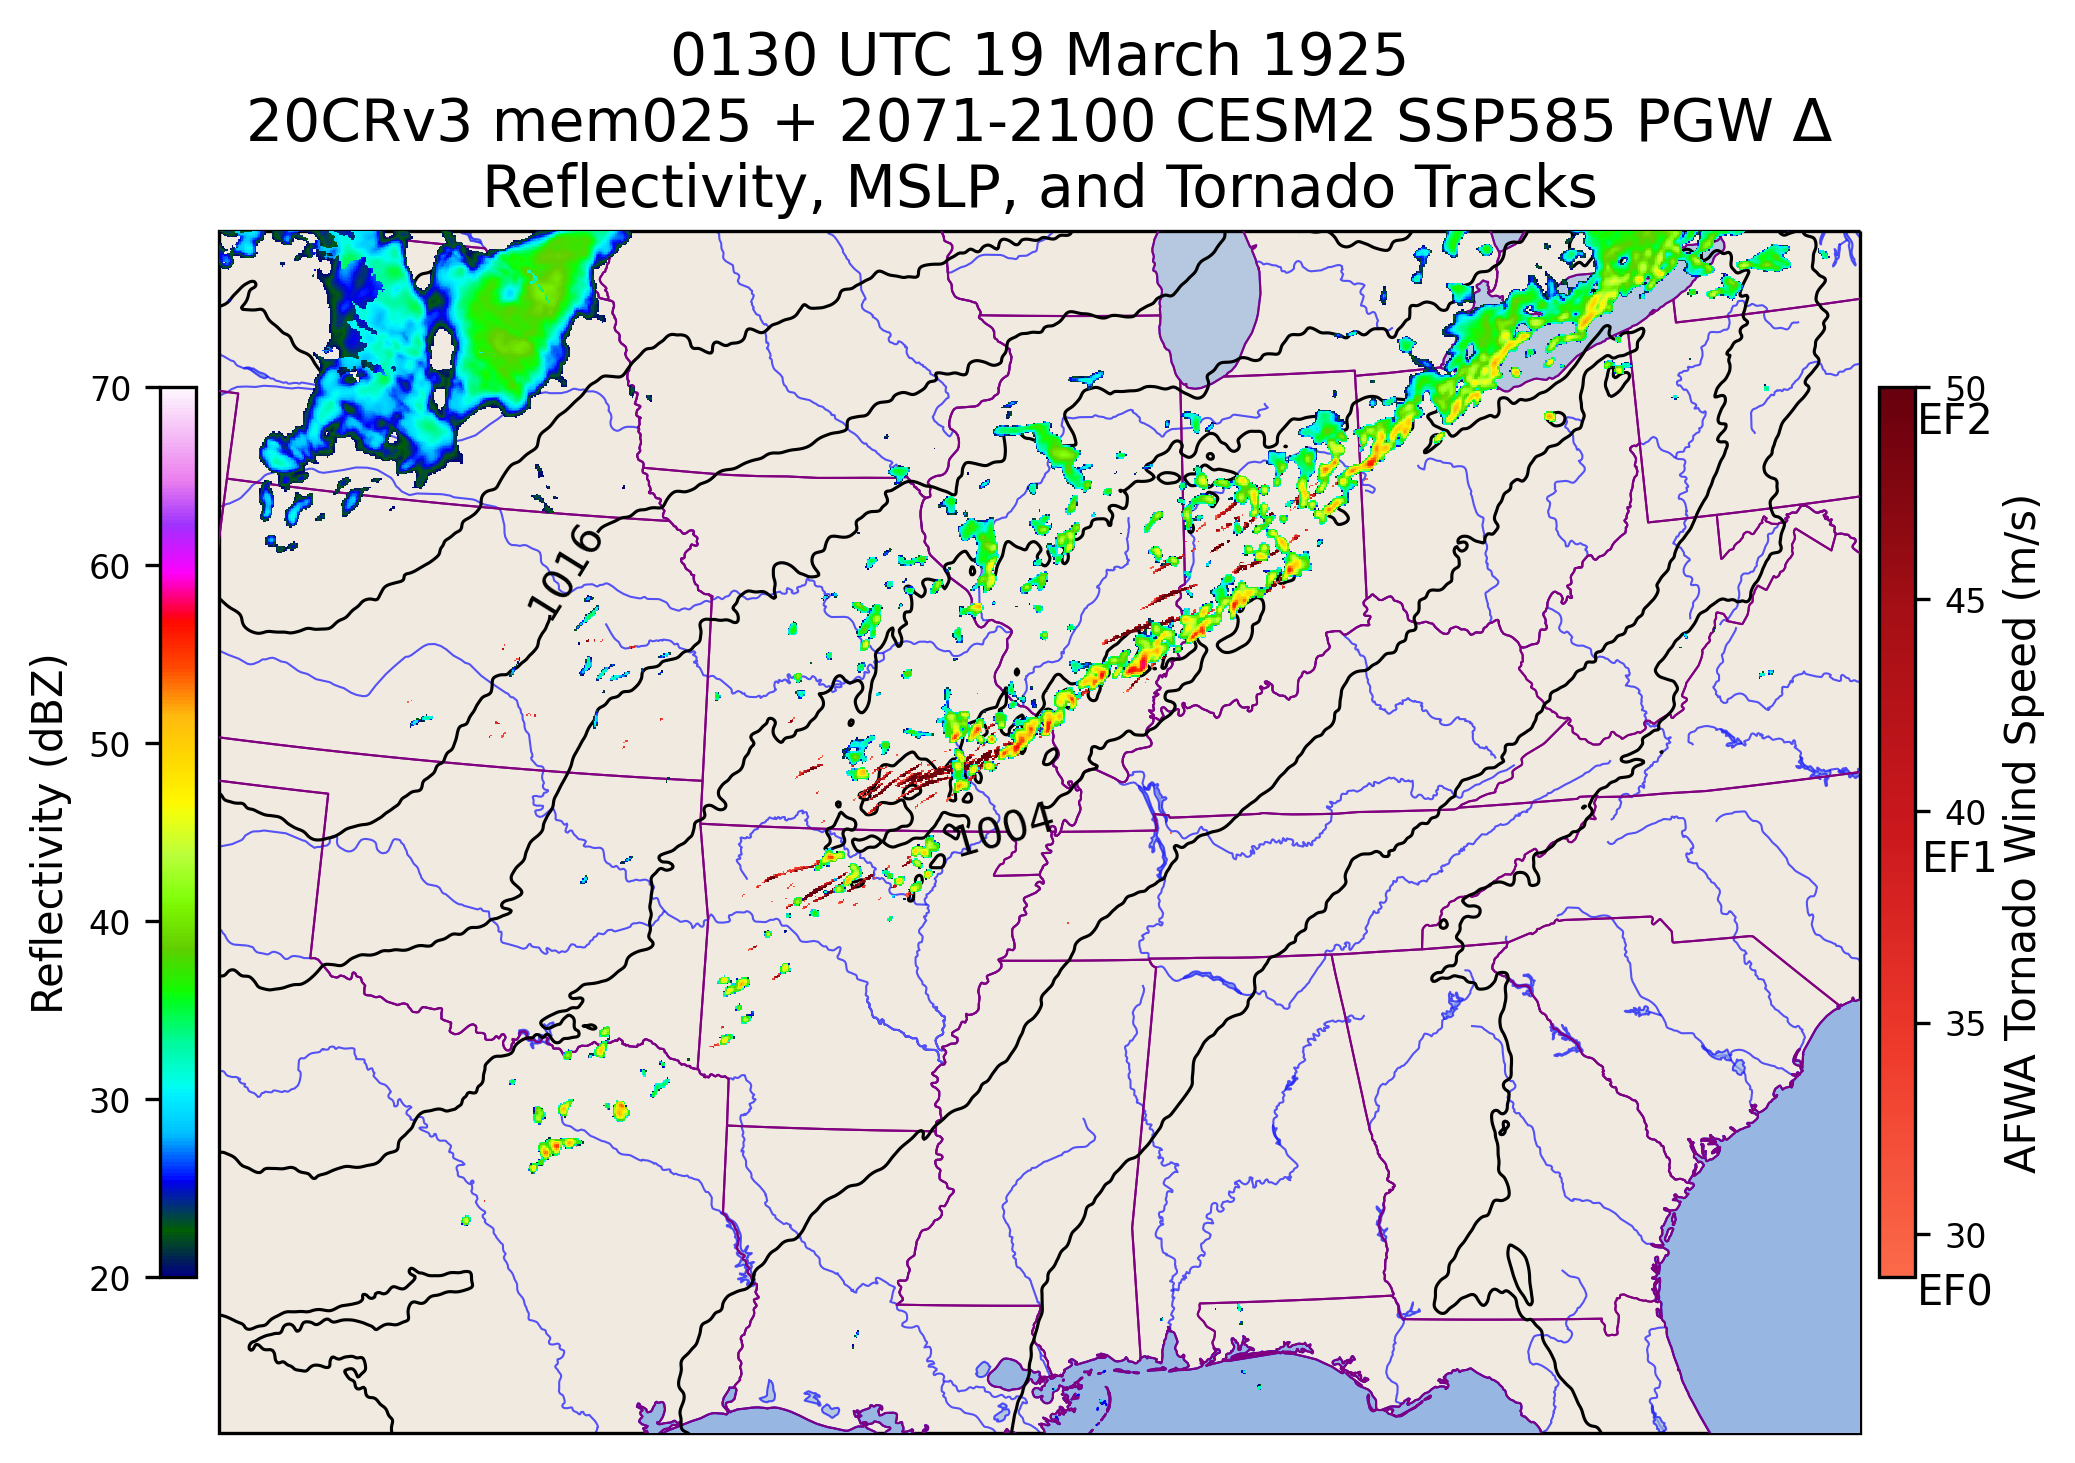 0130 UTC 19 March 1925
20CRv3 mem025 + 2071-2100 CESM2 SSP585 PGW Δ
Reflectivity, MSLP, and Tornado Tracks
70
60
50
40
30
20
Reflectivity (dBZ)
1016
1004
50
EF2
45
40
EF1
35
30
EF0
AFWA Tornado Wind Speed (m/s)